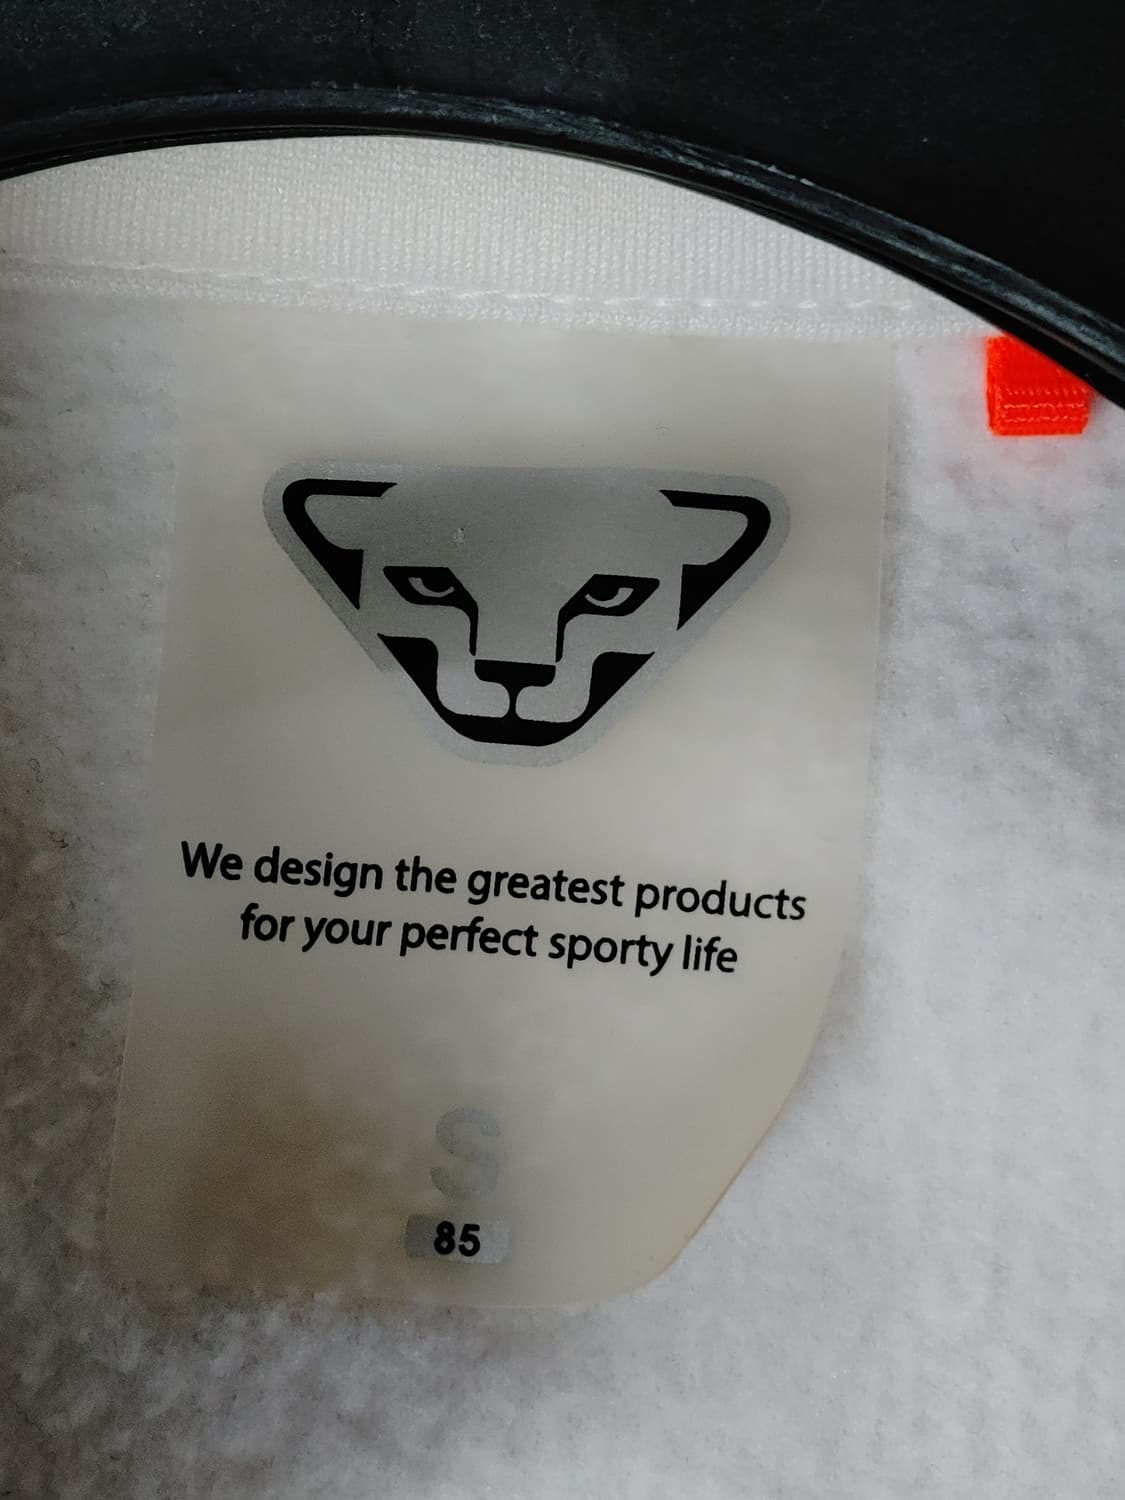 We design the greatest products
for your perfect sporty life
S
85